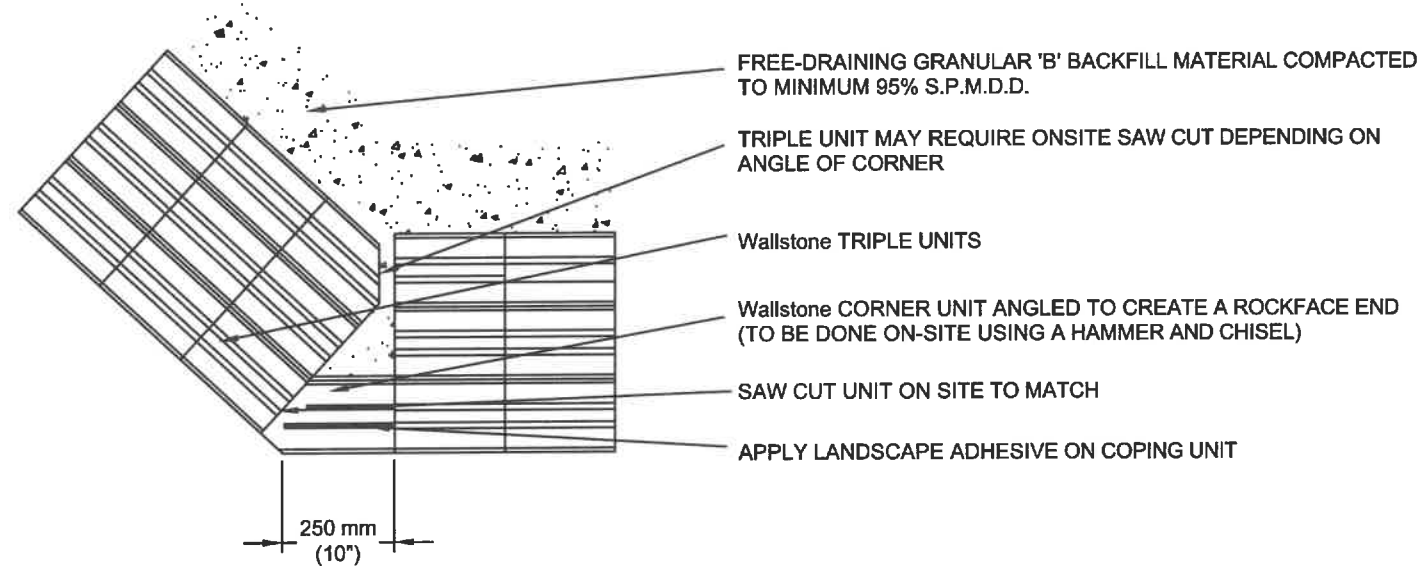 FREE-DRAINING GRANULAR 'B' BACKFILL MATERIAL COMPACTED
TO MINIMUM 95% S.P.M.D.D.
TRIPLE UNIT MAY REQUIRE ONSITE SAW CUT DEPENDING ON
ANGLE OF CORNER
Wallstone TRIPLE UNITS
Wallstone CORNER UNIT ANGLED TO CREATE A ROCKFACE END
(TO BE DONE ON-SITE USING A HAMMER AND CHISEL)
SAW CUT UNIT ON SITE TO MATCH
APPLY LANDSCAPE ADHESIVE ON COPING UNIT
250 mm
(10")